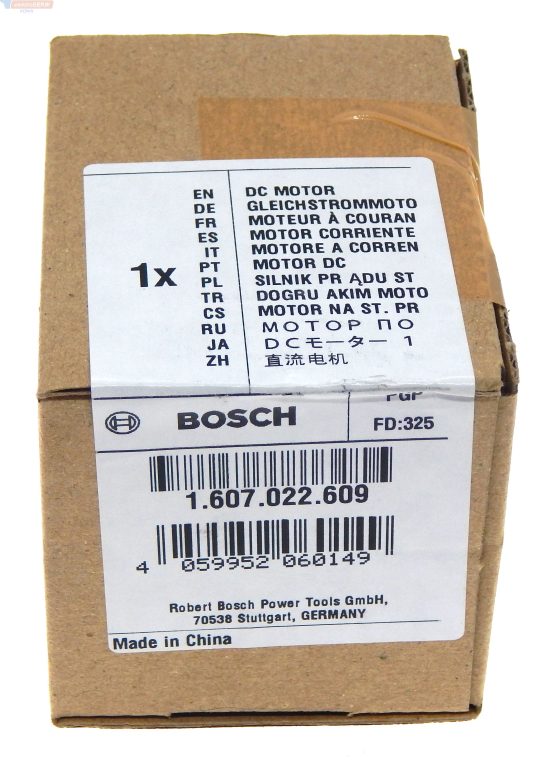 1x
EN DC MOTOR
DE GLEICHSTROMMOTO
FR MOTEUR À COURAN
ES MOTOR CORRIENTE
IT MOTORE A CORREN
PT MOTOR DC
PL SILNIK PR ĄDU ST
TR DOGRU AKIM MOTO
CS MOTOR NA ST. PR
RU МОТОР ПО
JA DCモーター 1
ZH 直流电机
PGP
BOSCH FD:325
1.607.022.609
4 059952 060149
Robert Bosch Power Tools GmbH,
70538 Stuttgart, GERMANY
Made in China